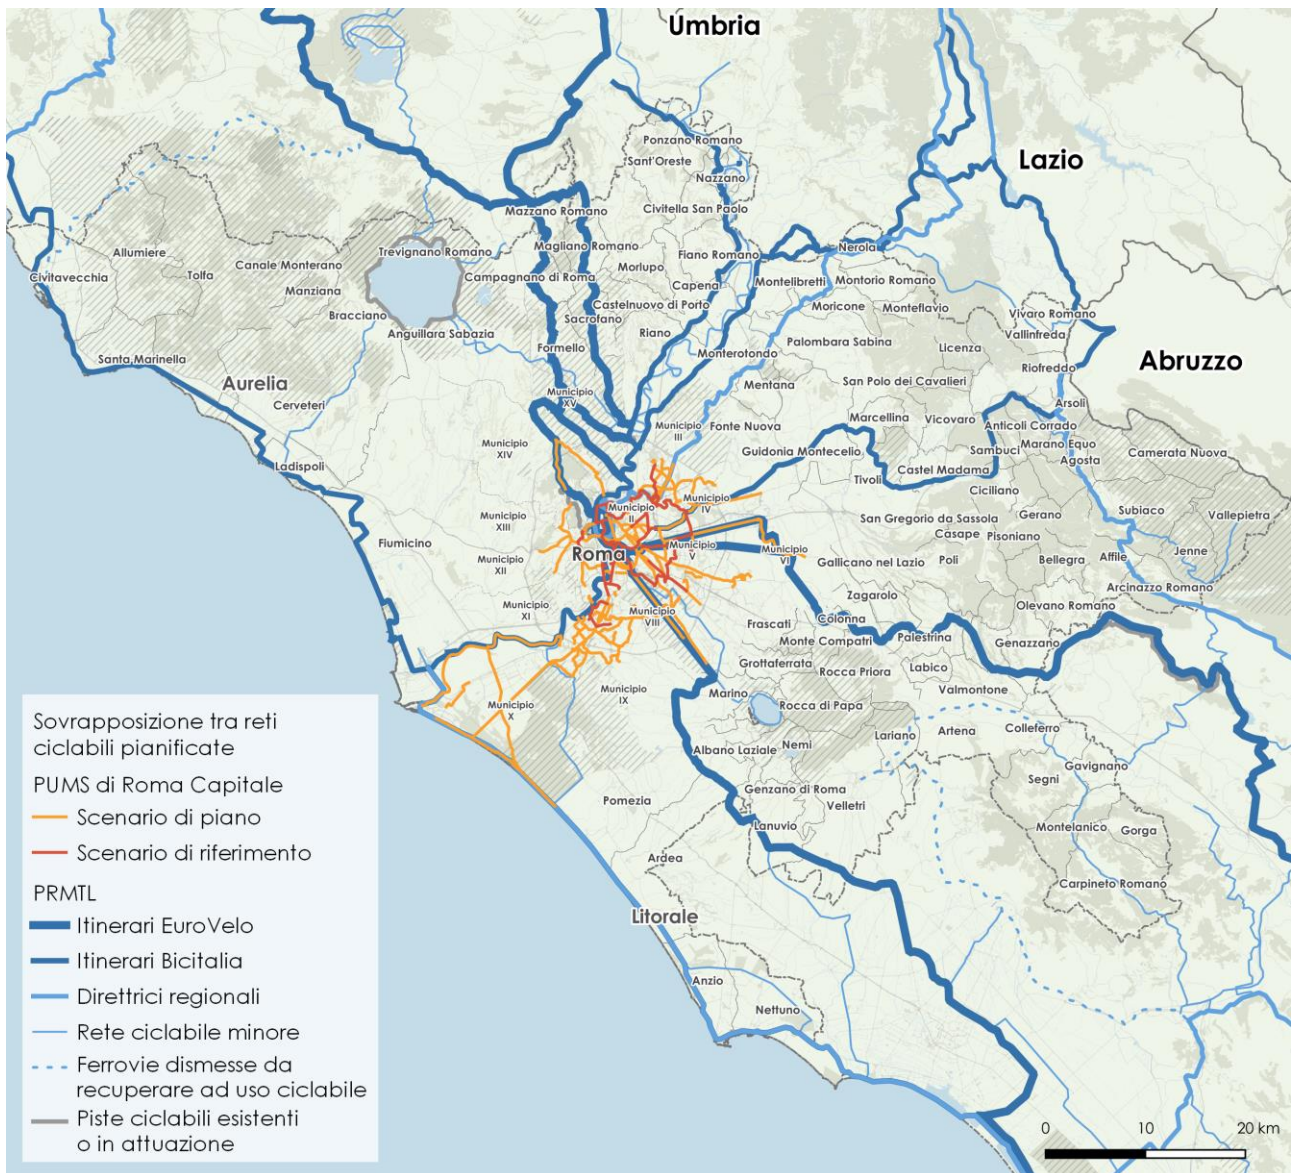 Umbria
Ponzano Romano
Sant'Oreste
Nazzano
Lazio
Mazzano Romano
Civitella San Paolo
Allumiere
Trevignano Romano
Magliano Romano
Nerola
Civitavecchia
Tolfa
Canale Monterano
Campagnano di Roma
Morlupo
Fiano Romano
Manziana
Capena
Montelibretti
Montorio Romano
Bracciano
Castelnuovo di Porto
Moricone
Monteflavio
Vivaro Romano
Anguillara Sabazia
Sacrofano
Riano
Vallinfreda
Santa Marinella
Formello
Monterotondo
Palombara Sabina
Licenza
Abruzzo
Aurelia
Riofreddo
Cerveteri
Municipio
XV
Mentana
San Polo dei Cavalieri
Arsoli
Municipio
III
Fonte Nuova
Marcellina
Vicovaro
Anticoli Corrado
Municipio
XIV
Guidonia Montecelio
Sambuci
Marano Equo
Agosta
Camerata Nuova
Ladispoli
Tivoli
Castel Madama
Ciciliano
Municipio
II
Municipio
IV
Municipio
XIII
San Gregorio da Sassola
Gerano
Subiaco
Vallepietra
Fiumicino
Casape
Pisoniano
Roma
Municipio
V
Municipio
VI
Jenne
Municipio
XII
Gallicano nel Lazio
Poli
Bellegra
Affile
Arcinazzo Romano
Zagarolo
Olevano Romano
Municipio
XI
Municipio
VIII
Frascati
Colonna
Monte Compatri
Palestrina
Genazzano
Grottaferrata
Rocca Priora
Labico
Municipio
IX
Marino
Valmontone
Municipio
X
Rocca di Papa
Albano Laziale
Nemi
Lariano
Artena
Colleferro
Gavignano
Segni
Pomezia
Genzano di Roma
Velletri
Lanuvio
Montelanico
Gorga
Ardea
Carpineto Romano
Litorale
Anzio
Nettuno
Sovrapposizione tra reti
ciclabili pianificate
PUMS di Roma Capitale
Scenario di piano
Scenario di riferimento
PRMTL
Itinerari EuroVelo
Itinerari Bicitalia
Direttrici regionali
Rete ciclabile minore
Ferrovie dismesse da
recuperare ad uso ciclabile
Piste ciclabili esistenti
o in attuazione
0 10 20 km